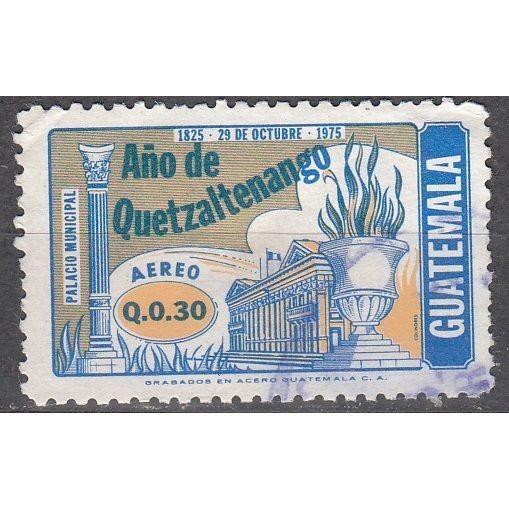 1825 · 29 DE OCTUBRE · 1975
Año de
Quetzaltenango
PALACIO MUNICIPAL
AEREO
Q.0.30
GUATEMALA
GRABADOS EN ACERO GUATEMALA C. A.